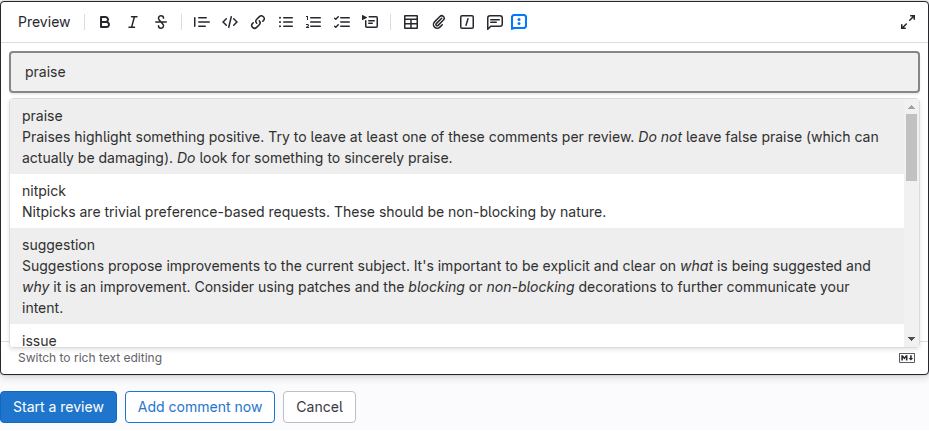 Preview
praise
praise
Praises highlight something positive. Try to leave at least one of these comments per review. Do not leave false praise (which can
actually be damaging). Do look for something to sincerely praise.
nitpick
Nitpicks are trivial preference-based requests. These should be non-blocking by nature.
suggestion
Suggestions propose improvements to the current subject. It's important to be explicit and clear on what is being suggested and
why it is an improvement. Consider using patches and the blocking or non-blocking decorations to further communicate your
intent.
issue
Switch to rich text editing
Start a review Add comment now Cancel